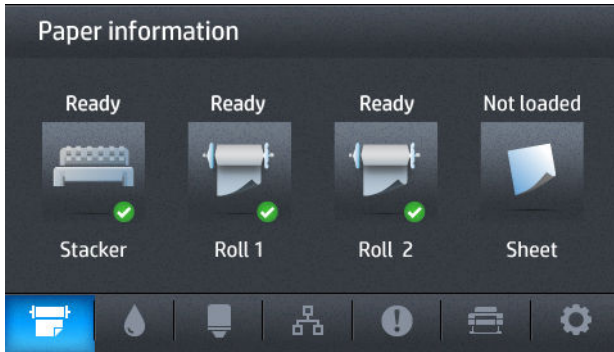 Paper information
Ready Ready Ready Not loaded
Stacker Roll 1 Roll 2 Sheet